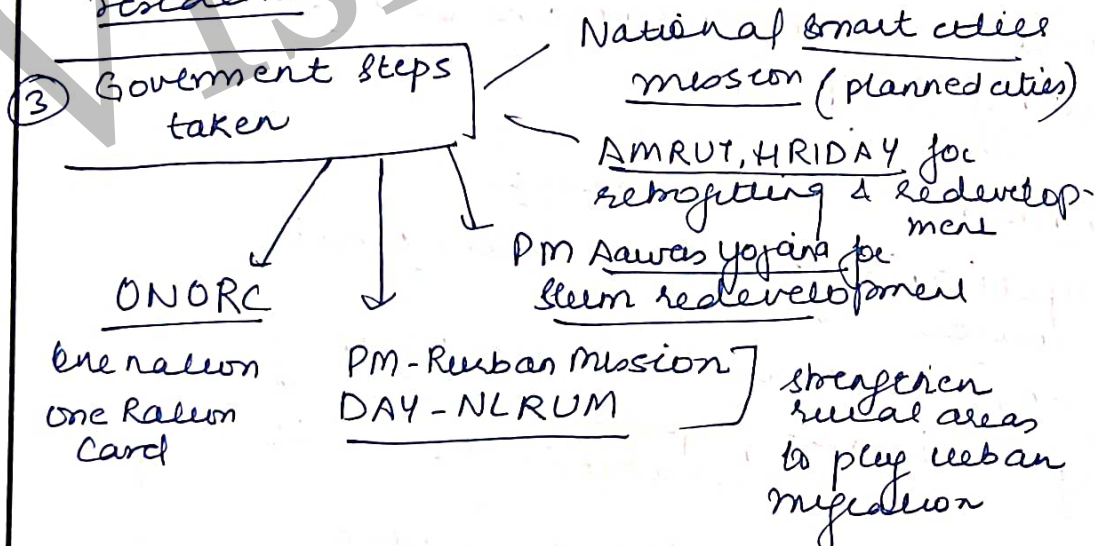 ③ Goverment steps
taken
National smart cities
mission (planned cities)
AMRUT, HRIDAY for
retrofitting & redevelop-
ment
PM Aawas Yojana for
slum redevelopment
ONORC
One nation
one Ration
Card
PM-Rurban Mission
DAY-NLRUM
strengthen
rural areas
to plug urban
migration